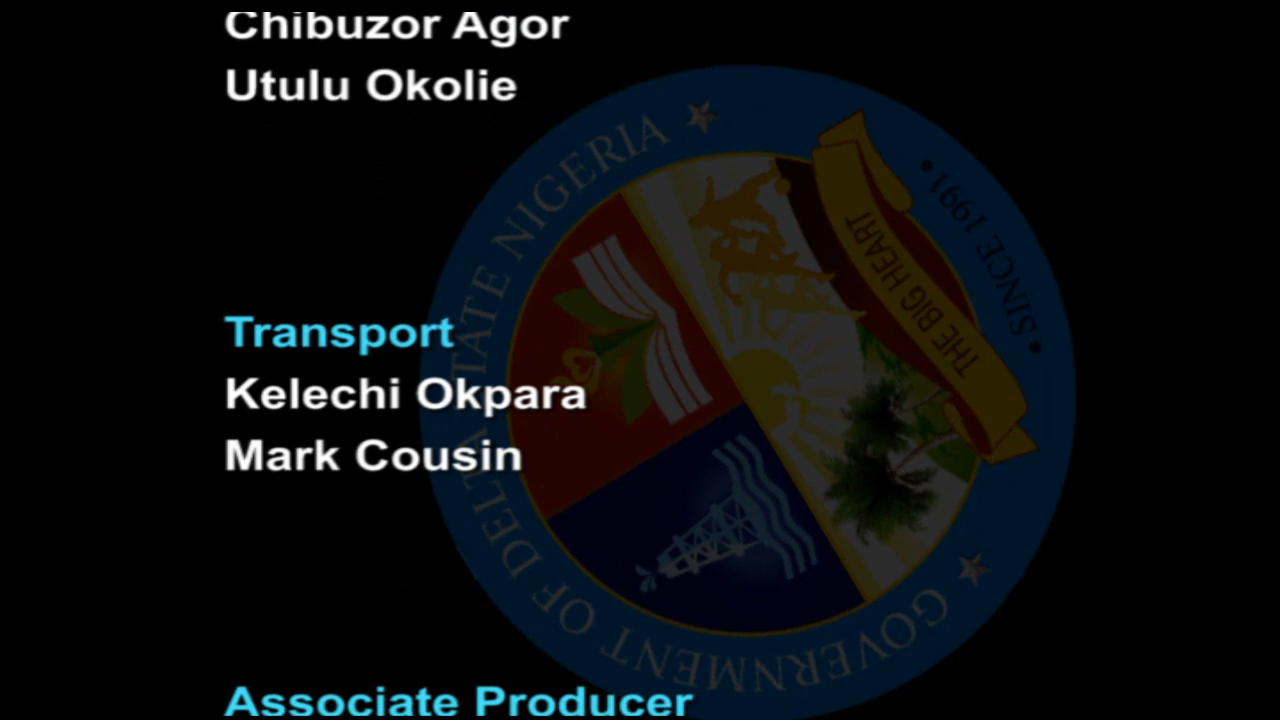 Chibuzor Agor
Utulu Okolie
Transport
Kelechi Okpara
Mark Cousin
Associate Producer
GOVERNMENT OF DELTA STATE NIGERIA
THE BIG HEART
• SINCE 1991 •